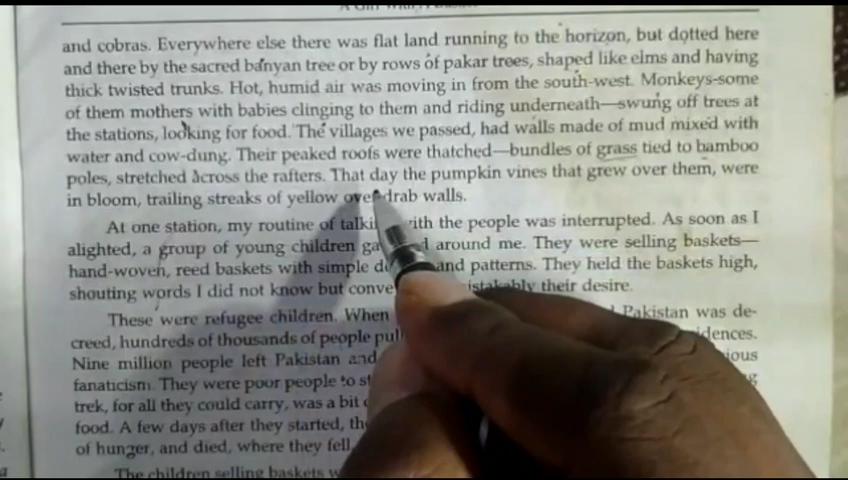 A Girl with A Basket
and cobras. Everywhere else there was flat land running to the horizon, but dotted here
and there by the sacred banyan tree or by rows of pakar trees, shaped like elms and having
thick twisted trunks. Hot, humid air was moving in from the south-west. Monkeys-some
of them mothers with babies clinging to them and riding underneath—swung off trees at
the stations, looking for food. The villages we passed, had walls made of mud mixed with
water and cow-dung. Their peaked roofs were thatched—bundles of grass tied to bamboo
poles, stretched across the rafters. That day the pumpkin vines that grew over them, were
in bloom, trailing streaks of yellow over drab walls.
At one station, my routine of talking with the people was interrupted. As soon as I
alighted, a group of young children around me. They were selling baskets—
hand-woven, reed baskets with simple and patterns. They held the baskets high,
shouting words I did not know but their desire.
These were refugee children. When Pakistan was de-
creed, hundreds of thousands of people
Nine million people left Pakistan and
fanaticism. They were poor people to
trek, for all they could carry, was a bit
food. A few days after they started,
of hunger, and died, where they fell.
The children selling baskets